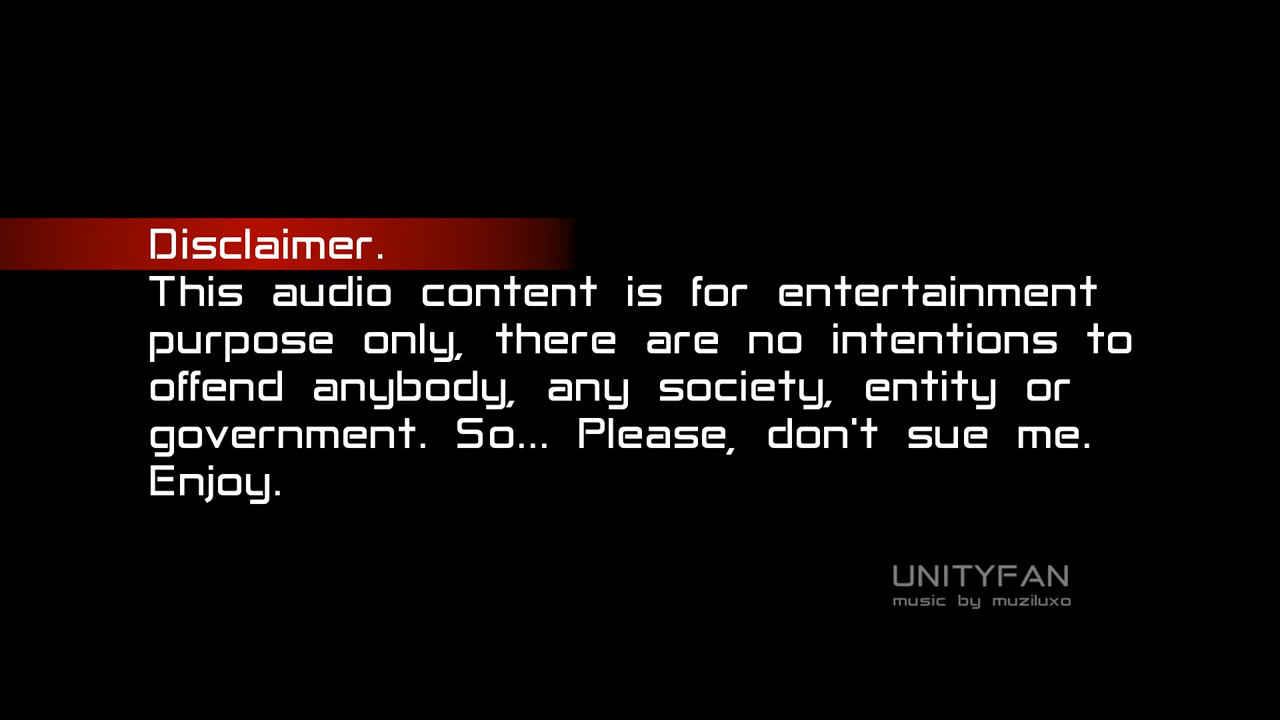 Disclaimer.
This audio content is for entertainment
purpose only, there are no intentions to
offend anybody, any society, entity or
government. So... Please, don't sue me.
Enjoy.
UNITYFAN
music by muziluxo